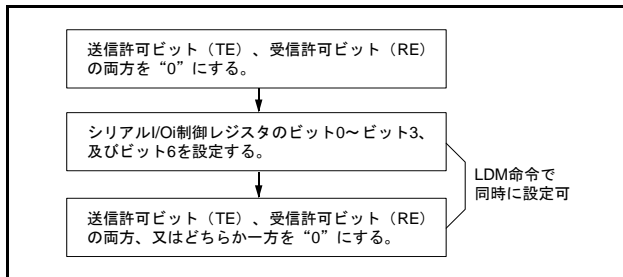 送信許可ビット（TE）、受信許可ビット（RE）
の両方を“0”にする。
シリアルI/Oi制御レジスタのビット0～ビット3、
及びビット6を設定する。
LDM命令で
同時に設定可
送信許可ビット（TE）、受信許可ビット（RE）
の両方、又はどちらか一方を“0”にする。